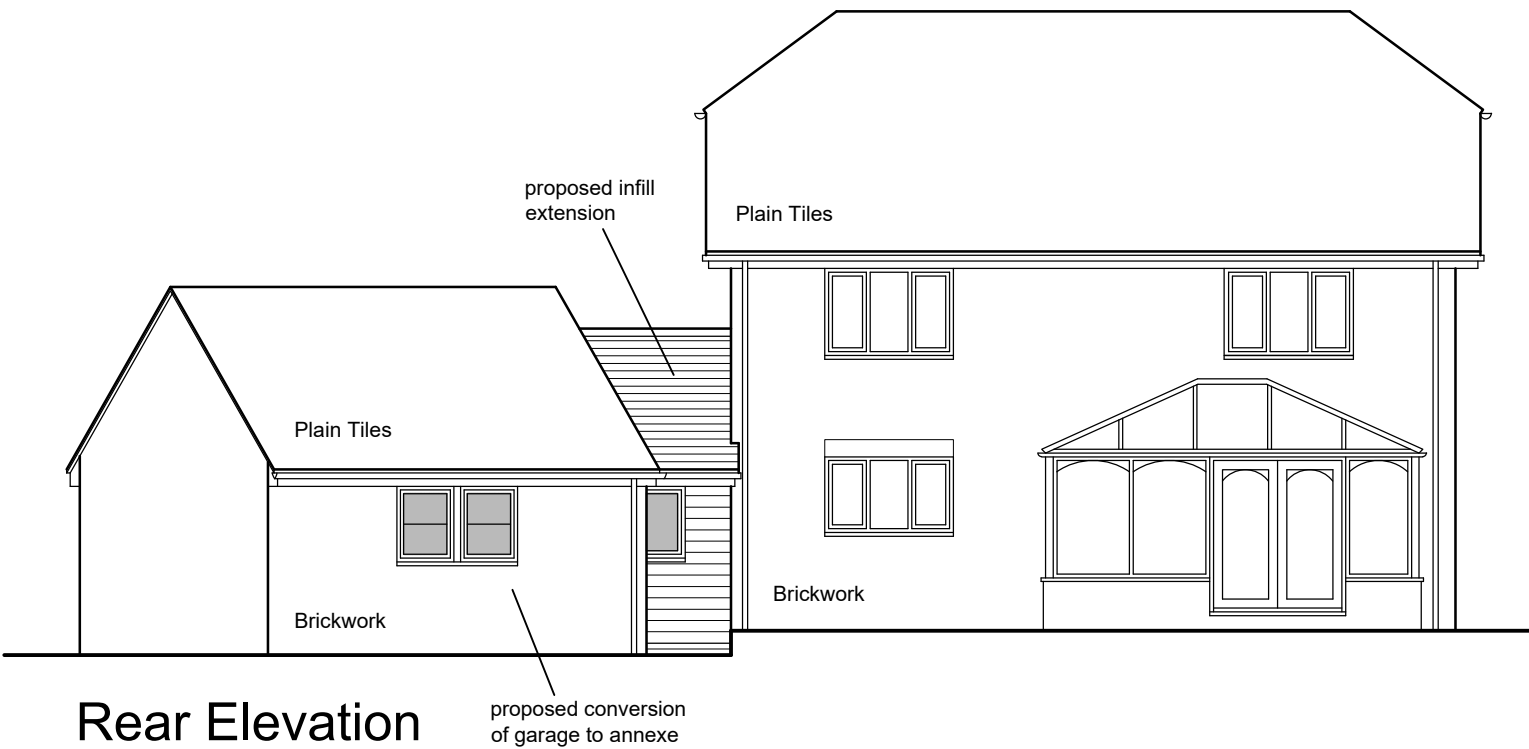 proposed infill
extension
Plain Tiles
Plain Tiles
Brickwork
Brickwork
Rear Elevation
proposed conversion
of garage to annexe